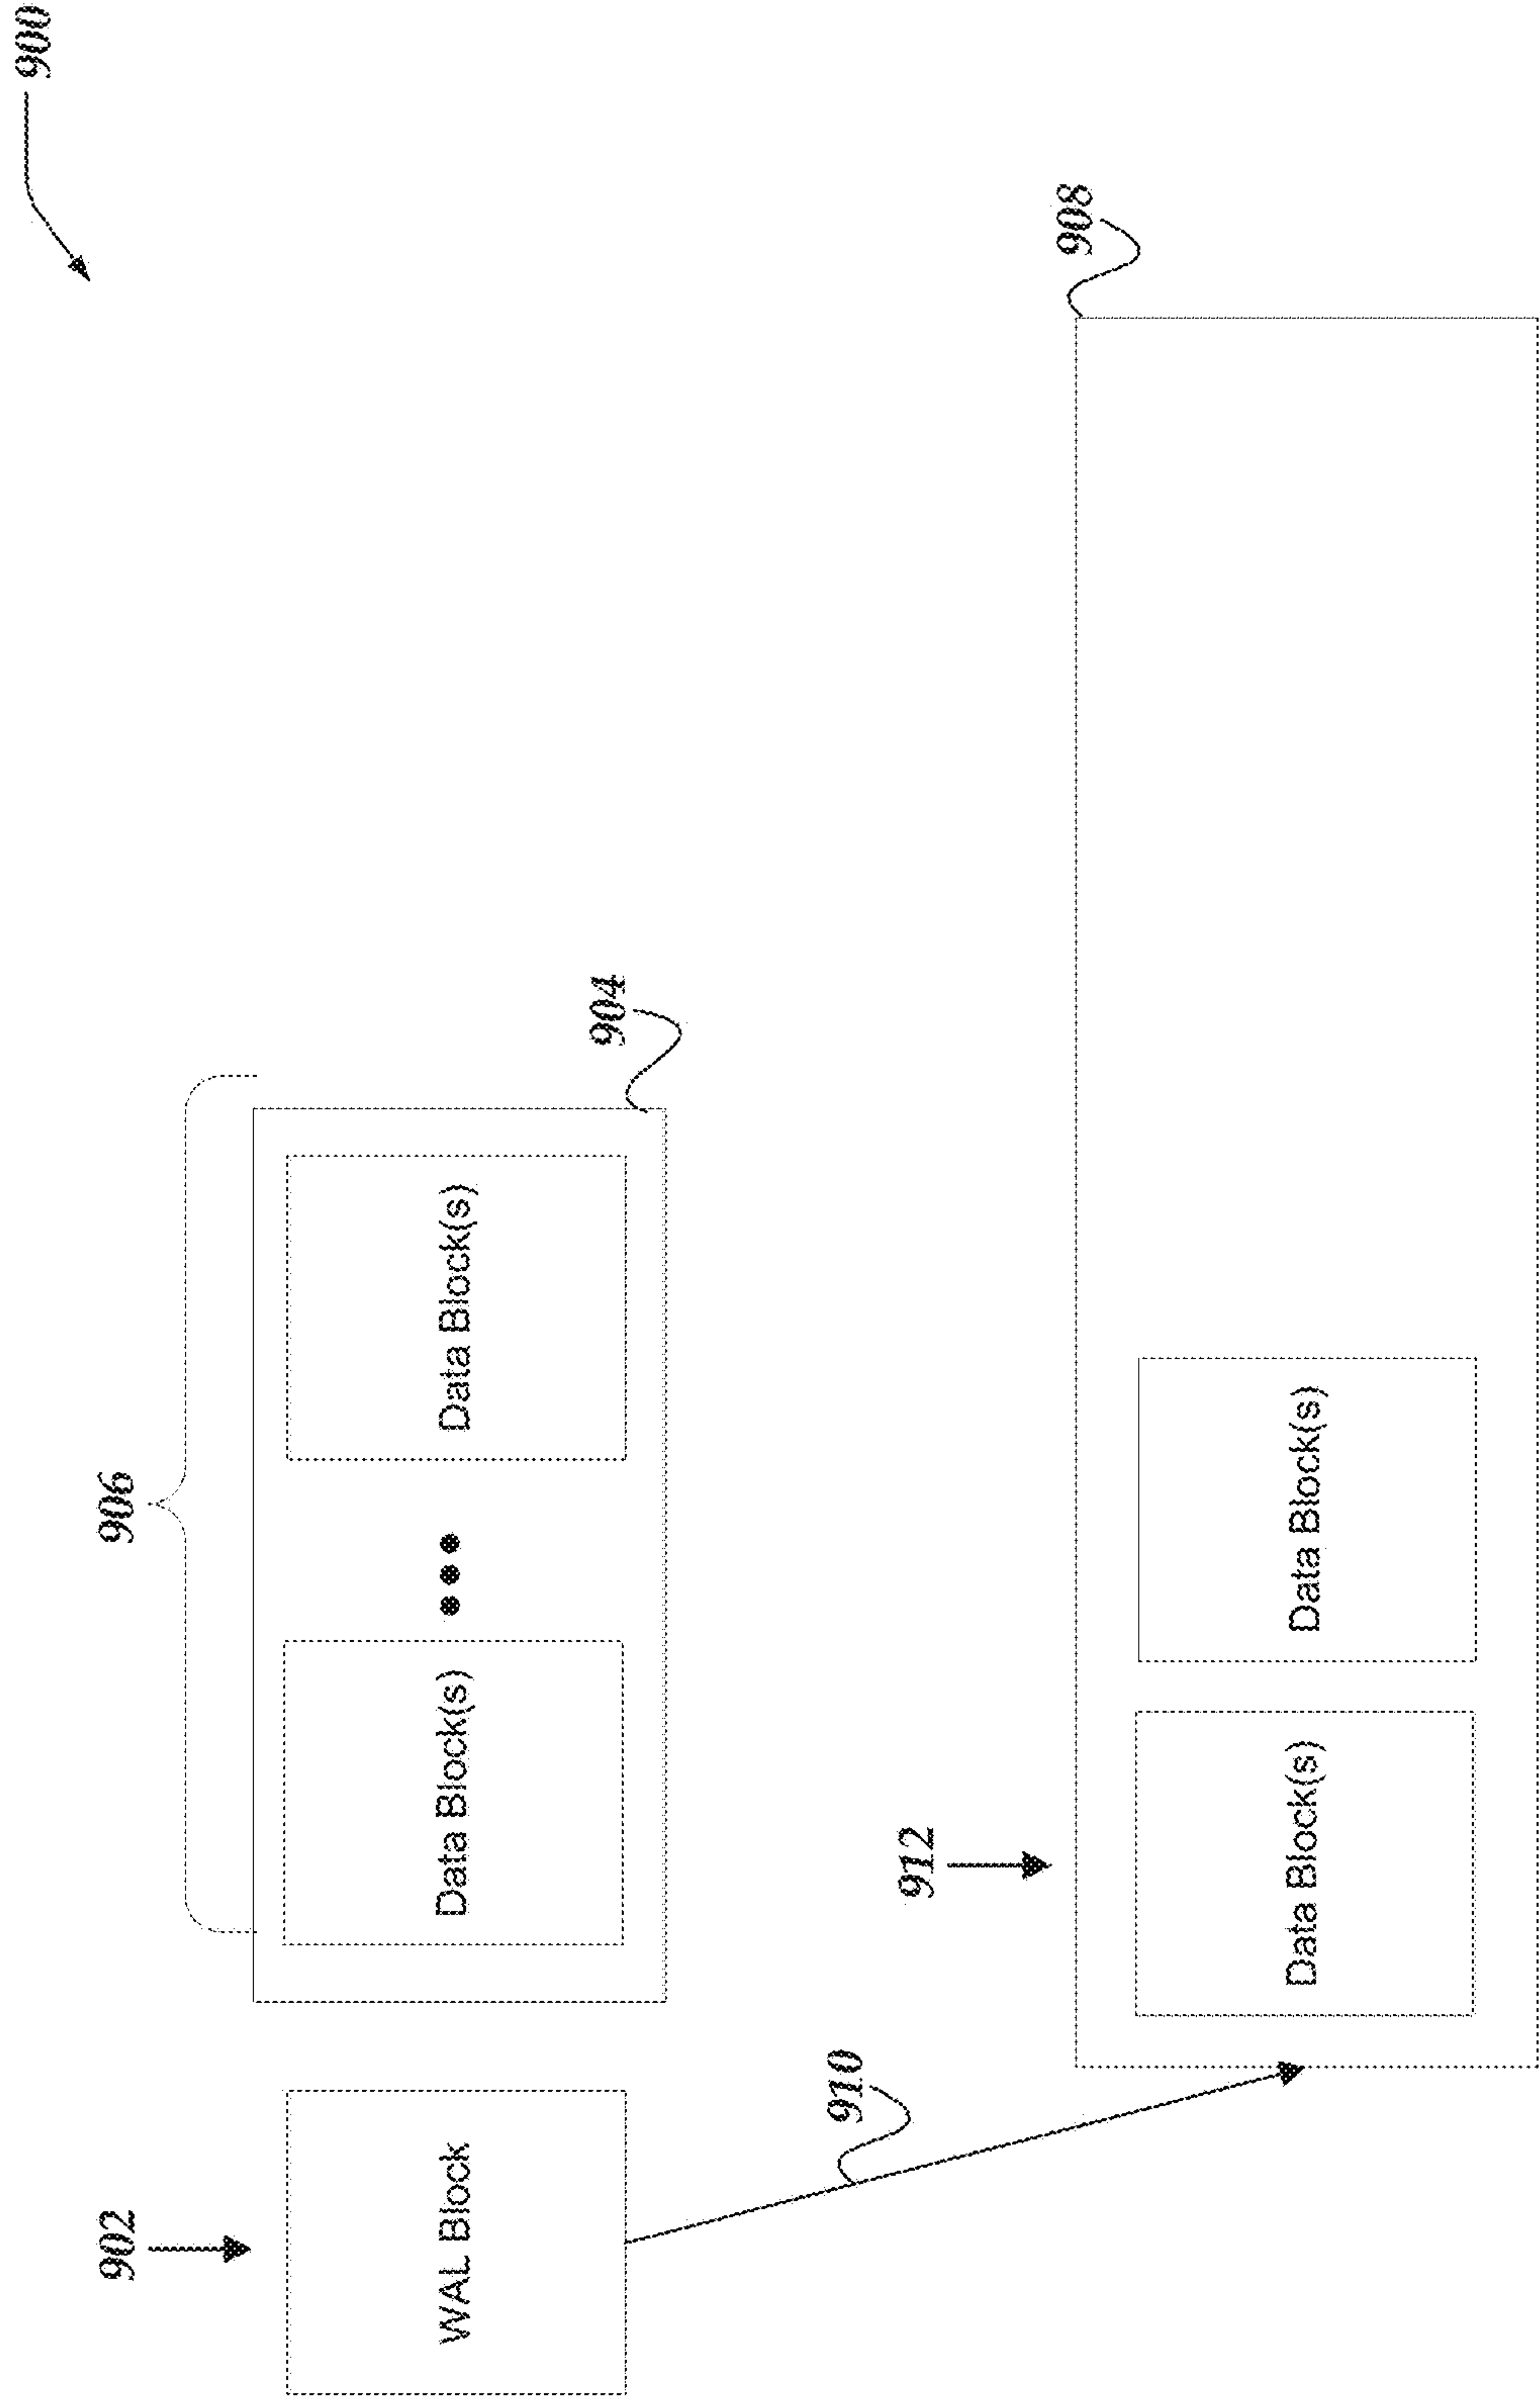 900
902
906
WAL Block
Data Block(s)
Data Block(s)
904
910
912
908
Data Block(s)
Data Block(s)